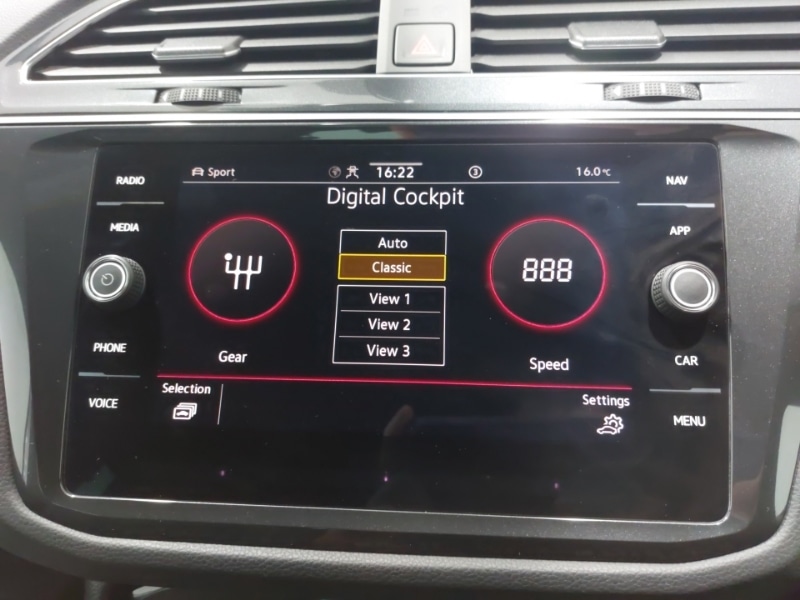 Sport 16:22 3 16.0°C
RADIO
NAV
Digital Cockpit
MEDIA
APP
Auto
Classic
888
View 1
View 2
View 3
PHONE
Gear
Speed
CAR
Selection
Settings
VOICE
MENU